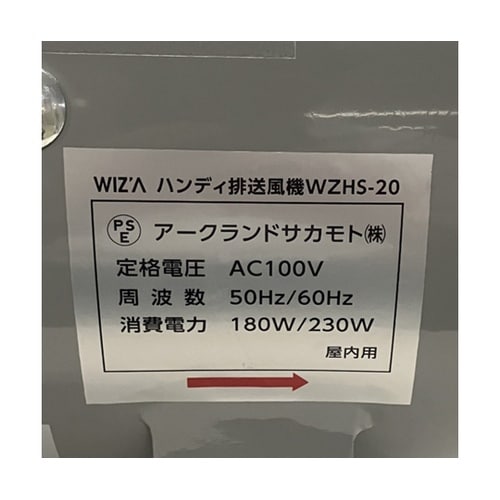 WIZ'A ハンディ排送風機WZHS-20
PSE アークランドサカモト㈱
定格電圧 AC100V
周波数 50Hz/60Hz
消費電力 180W/230W
屋内用